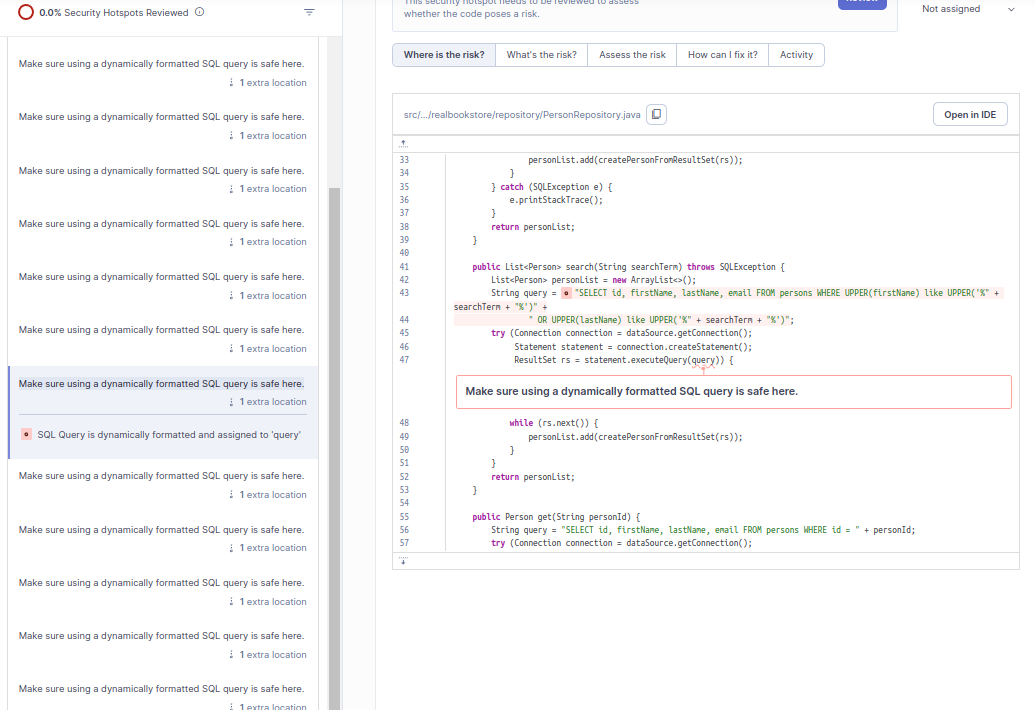 0.0% Security Hotspots Reviewed
Make sure using a dynamically formatted SQL query is safe here.
1 extra location
Make sure using a dynamically formatted SQL query is safe here.
1 extra location
Make sure using a dynamically formatted SQL query is safe here.
1 extra location
Make sure using a dynamically formatted SQL query is safe here.
1 extra location
Make sure using a dynamically formatted SQL query is safe here.
1 extra location
Make sure using a dynamically formatted SQL query is safe here.
1 extra location
Make sure using a dynamically formatted SQL query is safe here.
1 extra location
SQL Query is dynamically formatted and assigned to 'query'
Make sure using a dynamically formatted SQL query is safe here.
1 extra location
Make sure using a dynamically formatted SQL query is safe here.
1 extra location
Make sure using a dynamically formatted SQL query is safe here.
1 extra location
Make sure using a dynamically formatted SQL query is safe here.
1 extra location
Make sure using a dynamically formatted SQL query is safe here.
1 extra location
This security hotspot needs to be reviewed to assess
whether the code poses a risk.
Review
Not assigned
Where is the risk? What's the risk? Assess the risk How can I fix it? Activity
src/.../realbookstore/repository/PersonRepository.java
Open in IDE
33 personList.add(createPersonFromResultSet(rs));
34 }
35 } catch (SQLException e) {
36 e.printStackTrace();
37 }
38 return personList;
39 }
40
41 public List<Person> search(String searchTerm) throws SQLException {
42 List<Person> personList = new ArrayList<>();
43 String query = "SELECT id, firstName, lastName, email FROM persons WHERE UPPER(firstName) like UPPER('%" +
searchTerm + "%')" +
44 " OR UPPER(lastName) like UPPER('%" + searchTerm + "%')";
45 try (Connection connection = dataSource.getConnection();
46 Statement statement = connection.createStatement();
47 ResultSet rs = statement.executeQuery(query)) {
Make sure using a dynamically formatted SQL query is safe here.
48 while (rs.next()) {
49 personList.add(createPersonFromResultSet(rs));
50 }
51 }
52 return personList;
53 }
54
55 public Person get(String personId) {
56 String query = "SELECT id, firstName, lastName, email FROM persons WHERE id = " + personId;
57 try (Connection connection = dataSource.getConnection();